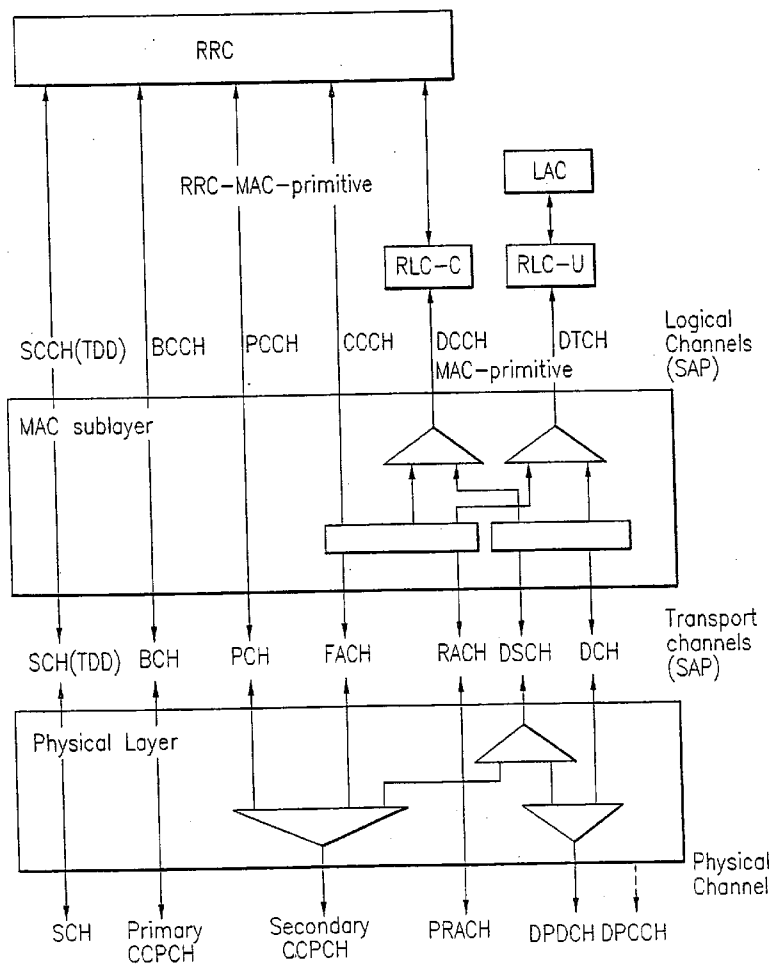 RRC
RRC-MAC-primitive
LAC
RLC-C
RLC-U
SCCH(TDD)
BCCH
PCCH
CCCH
DCCH
DTCH
MAC-primitive
Logical
Channels
(SAP)
MAC sublayer
Transport
channels
(SAP)
SCH(TDD)
BCH
PCH
FACH
RACH
DSCH
DCH
Physical Layer
Physical
Channel
SCH
Primary
CCPCH
Secondary
CCPCH
PRACH
DPDCH
DPCCH